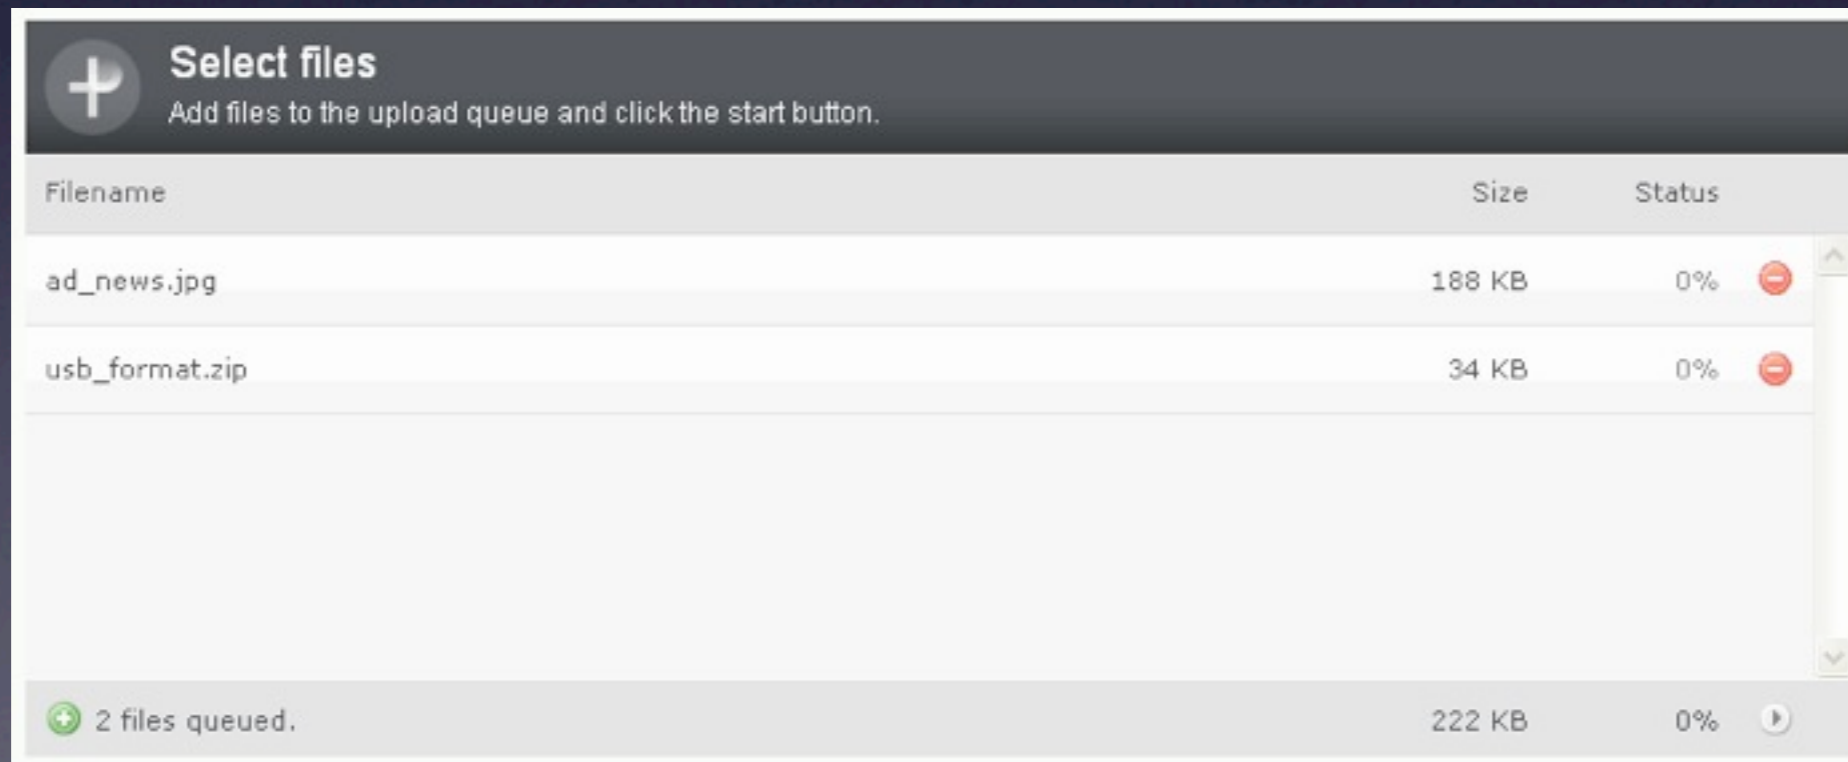 Select files
Add files to the upload queue and click the start button.
Filename Size Status
ad_news.jpg 188 KB 0%
usb_format.zip 34 KB 0%
2 files queued. 222 KB 0%